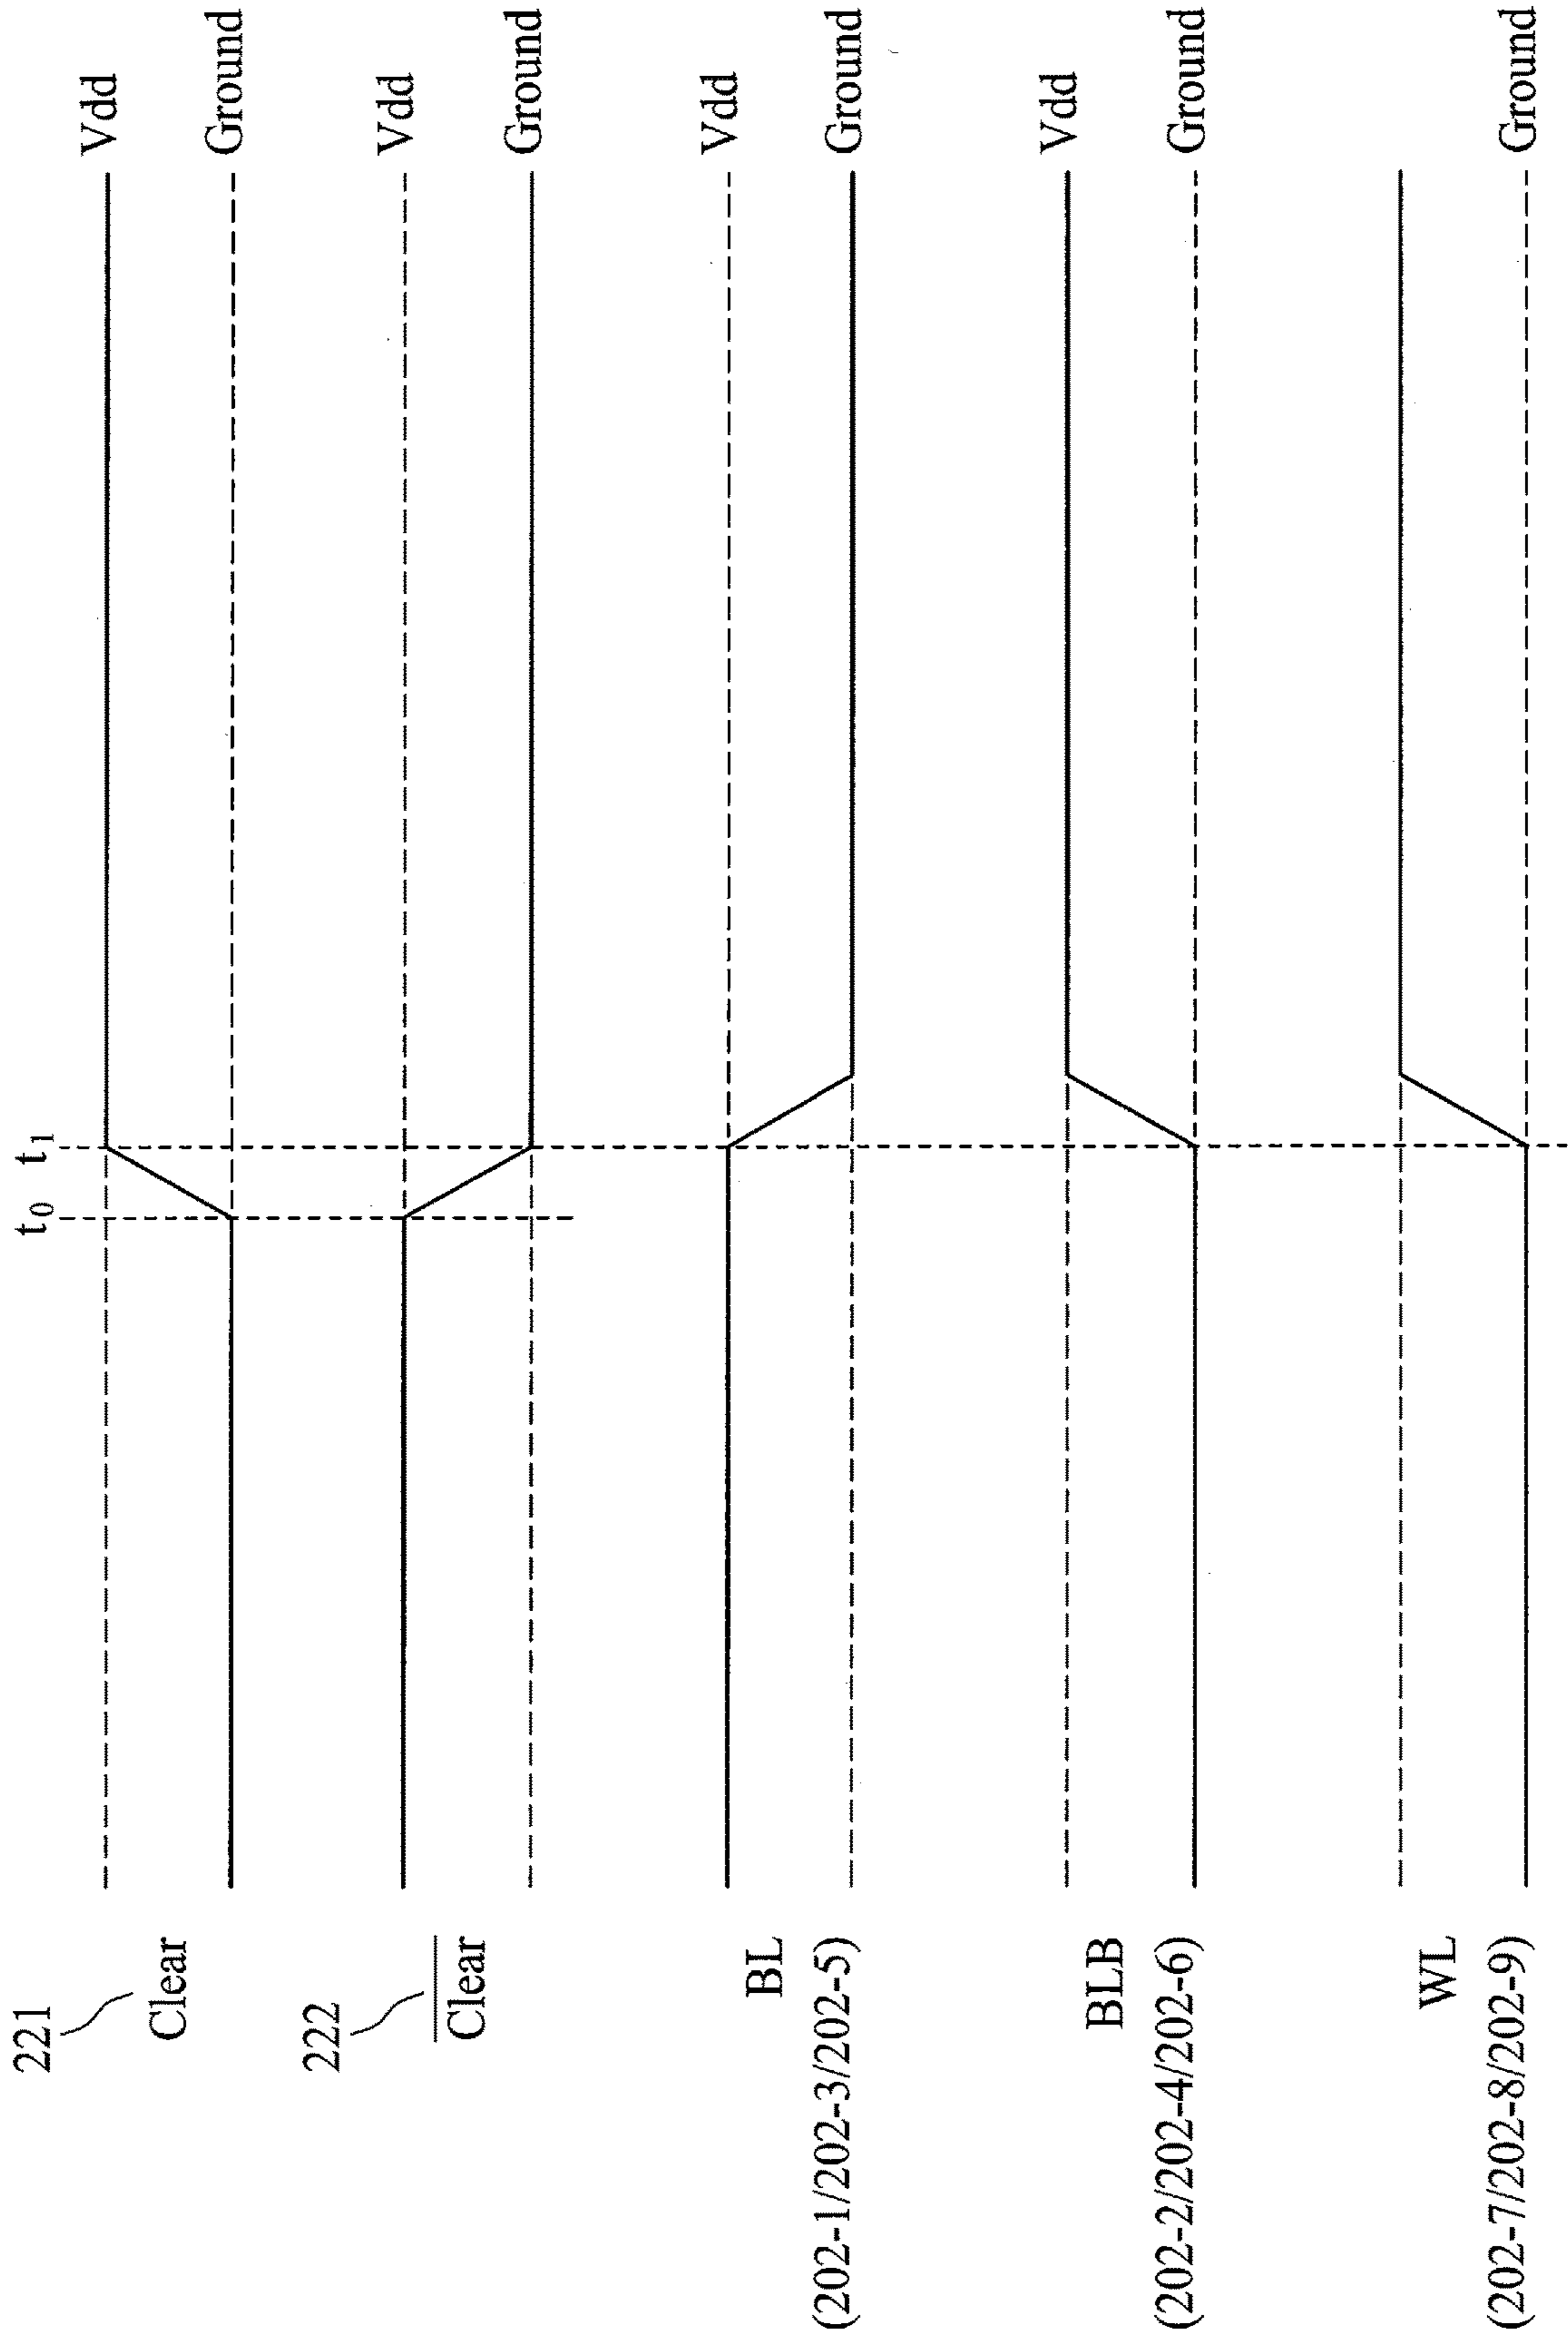 t0 t1
221
Clear
Vdd
Ground
222
Clear
Vdd
Ground
BL
(202-1/202-3/202-5)
Vdd
Ground
BLB
(202-2/202-4/202-6)
Vdd
Ground
WL
(202-7/202-8/202-9)
Ground